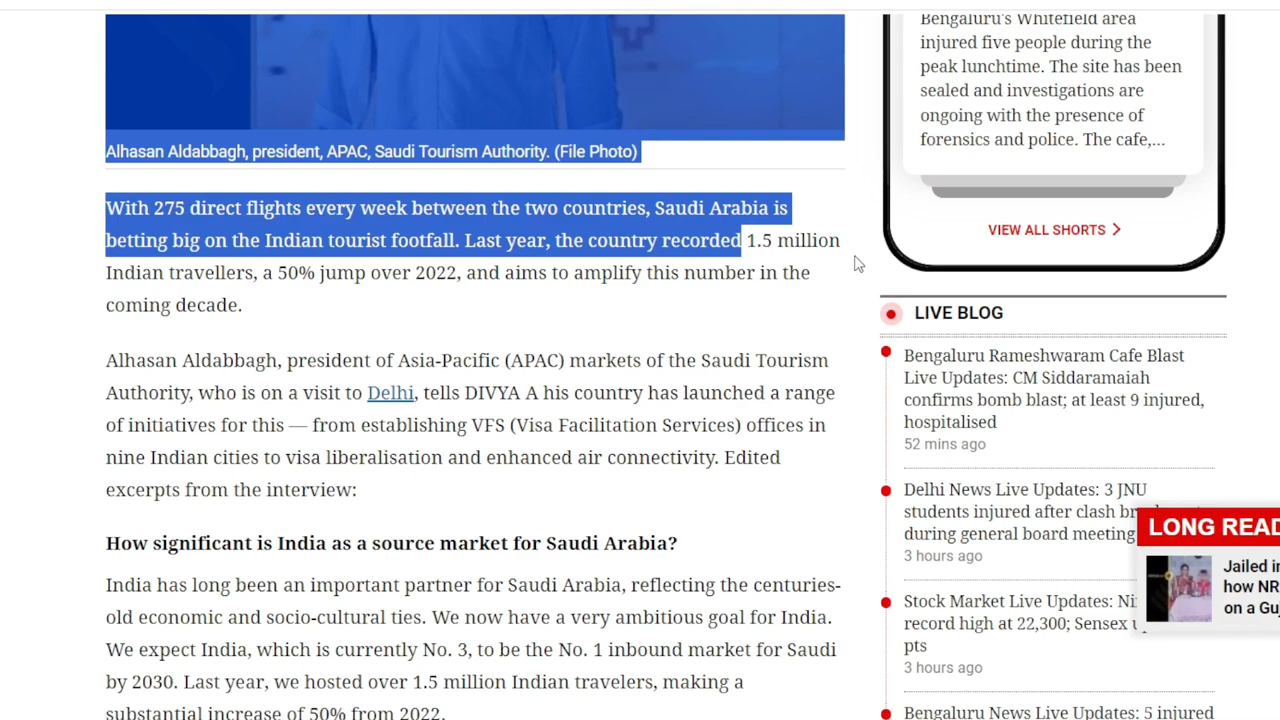 Alhasan Aldabbagh, president, APAC, Saudi Tourism Authority. (File Photo)
With 275 direct flights every week between the two countries, Saudi Arabia is
betting big on the Indian tourist footfall. Last year, the country recorded 1.5 million
Indian travellers, a 50% jump over 2022, and aims to amplify this number in the
coming decade.
Alhasan Aldabbagh, president of Asia-Pacific (APAC) markets of the Saudi Tourism
Authority, who is on a visit to Delhi, tells DIVYA A his country has launched a range
of initiatives for this — from establishing VFS (Visa Facilitation Services) offices in
nine Indian cities to visa liberalisation and enhanced air connectivity. Edited
excerpts from the interview:
How significant is India as a source market for Saudi Arabia?
India has long been an important partner for Saudi Arabia, reflecting the centuries-
old economic and socio-cultural ties. We now have a very ambitious goal for India.
We expect India, which is currently No. 3, to be the No. 1 inbound market for Saudi
by 2030. Last year, we hosted over 1.5 million Indian travelers, making a
substantial increase of 50% from 2022.
Bengaluru's Whitefield area
injured five people during the
peak lunchtime. The site has been
sealed and investigations are
ongoing with the presence of
forensics and police. The cafe,...
VIEW ALL SHORTS
LIVE BLOG
Bengaluru Rameshwaram Cafe Blast
Live Updates: CM Siddaramaiah
confirms bomb blast; at least 9 injured,
hospitalised
52 mins ago
Delhi News Live Updates: 3 JNU
students injured after clash
during general board meeting
3 hours ago
Stock Market Live Updates:
record high at 22,300; Sensex
pts
3 hours ago
Bengaluru News Live Updates: 5 injured
LONG READ
Jailed
how
on a